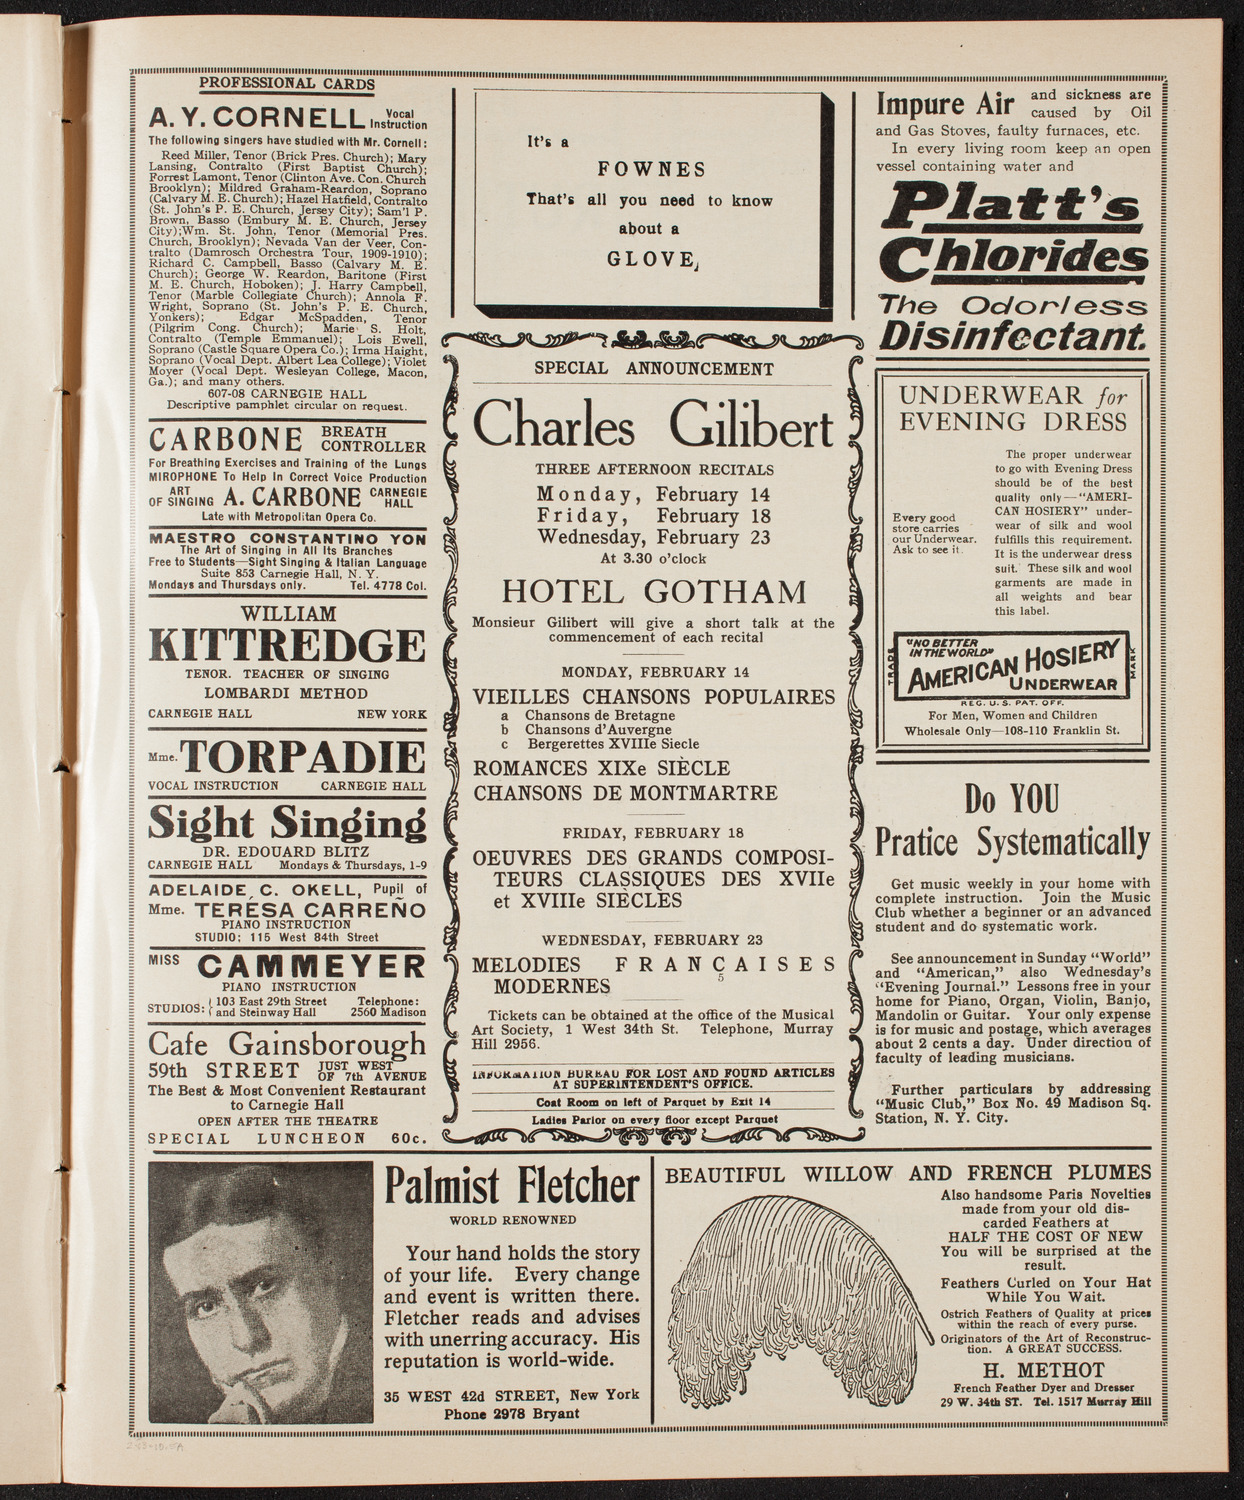 PROFESSIONAL CARDS
A. Y. CORNELL Vocal Instruction
The following singers have studied with Mr. Cornell:
Reed Miller, Tenor (Brick Pres. Church); Mary
Lansing, Contralto (First Baptist Church);
Forrest Lamont, Tenor (Clinton Ave. Con. Church
Brooklyn); Mildred Graham-Reardon, Soprano
(Calvary M. E. Church); Hazel Hatfield, Contralto
(St. John's P. E. Church, Jersey City); Sam'l P.
Brown, Basso (Embury M. E. Church, Jersey
City); Wm. St. John, Tenor (Memorial Pres.
Church, Brooklyn); Nevada Van der Veer, Con-
tralto (Damrosch Orchestra Tour, 1909-1910);
Richard C. Campbell, Basso (Calvary M. E.
Church); George W. Reardon, Baritone (First
M. E. Church, Hoboken); J. Harry Campbell,
Tenor (Marble Collegiate Church); Annola F.
Wright, Soprano (St. John's P. E. Church,
Yonkers); Edgar McSpadden, Tenor
(Pilgrim Cong. Church); Marie S. Holt,
Contralto (Temple Emmanuel); Lois Ewell,
Soprano (Castle Square Opera Co.); Irma Haight,
Soprano (Vocal Dept. Albert Lea College); Violet
Moyer (Vocal Dept. Wesleyan College, Macon,
Ga.); and many others.
607-08 CARNEGIE HALL
Descriptive pamphlet circular on request.
CARBONE BREATH CONTROLLER
For Breathing Exercises and Training of the Lungs
MIROPHONE To Help In Correct Voice Production
ART OF SINGING A. CARBONE CARNEGIE HALL
Late with Metropolitan Opera Co.
MAESTRO CONSTANTINO YON
The Art of Singing in All Its Branches
Free to Students—Sight Singing & Italian Language
Suite 853 Carnegie Hall, N. Y.
Mondays and Thursdays only. Tel. 4778 Col.
WILLIAM
KITTREDGE
TENOR. TEACHER OF SINGING
LOMBARDI METHOD
CARNEGIE HALL NEW YORK
Mme. TORPADIE
VOCAL INSTRUCTION CARNEGIE HALL
Sight Singing
DR. EDOUARD BLITZ
CARNEGIE HALL Mondays & Thursdays, 1-9
ADELAIDE C. OKELL, Pupil of
Mme. TERESA CARREÑO
PIANO INSTRUCTION
STUDIO; 115 West 84th Street
MISS CAMMEYER
PIANO INSTRUCTION
STUDIOS: { 103 East 29th Street Telephone:
and Steinway Hall 2560 Madison
Cafe Gainsborough
59th STREET JUST WEST OF 7th AVENUE
The Best & Most Convenient Restaurant
to Carnegie Hall
OPEN AFTER THE THEATRE
SPECIAL LUNCHEON 60c.
It's a
FOWNES
That's all you need to know
about a
GLOVE,
SPECIAL ANNOUNCEMENT
Charles Gilibert
THREE AFTERNOON RECITALS
Monday, February 14
Friday, February 18
Wednesday, February 23
At 3.30 o'clock
HOTEL GOTHAM
Monsieur Gilibert will give a short talk at the
commencement of each recital
MONDAY, FEBRUARY 14
VIEILLES CHANSONS POPULAIRES
a Chansons de Bretagne
b Chansons d'Auvergne
c Bergerettes XVIIIe Siecle
ROMANCES XIXe SIÈCLE
CHANSONS DE MONTMARTRE
FRIDAY, FEBRUARY 18
OEUVRES DES GRANDS COMPOSI-
TEURS CLASSIQUES DES XVIIe
et XVIIIe SIÈCLES
WEDNESDAY, FEBRUARY 23
MELODIES FRANCAISES
5
MODERNES
Tickets can be obtained at the office of the Musical
Art Society, 1 West 34th St. Telephone, Murray
Hill 2956.
INFORMATION BUREAU FOR LOST AND FOUND ARTICLES
AT SUPERINTENDENT'S OFFICE.
Coat Room on left of Parquet by Exit 14
Ladies Parlor on every floor except Parquet
Impure Air and sickness are
caused by Oil
and Gas Stoves, faulty furnaces, etc.
In every living room keep an open
vessel containing water and
Platt's
Chlorides
The Odorless
Disinfectant.
UNDERWEAR for
EVENING DRESS
The proper underwear
to go with Evening Dress
should be of the best
quality only—"AMERI-
CAN HOSIERY" under-
wear of silk and wool
fulfills this requirement.
It is the underwear dress
suit. These silk and wool
garments are made in
all weights and bear
this label.
Every good
store carries
our Underwear.
Ask to see it.
TRADE MARK
"NO BETTER
IN THE WORLD"
AMERICAN HOSIERY
UNDERWEAR
REG. U. S. PAT. OFF.
For Men, Women and Children
Wholesale Only—108-110 Franklin St.
Do YOU
Pratice Systematically
Get music weekly in your home with
complete instruction. Join the Music
Club whether a beginner or an advanced
student and do systematic work.
See announcement in Sunday "World"
and "American," also Wednesday's
"Evening Journal." Lessons free in your
home for Piano, Organ, Violin, Banjo,
Mandolin or Guitar. Your only expense
is for music and postage, which averages
about 2 cents a day. Under direction of
faculty of leading musicians.
Further particulars by addressing
"Music Club," Box No. 49 Madison Sq.
Station, N. Y. City.
Palmist Fletcher
WORLD RENOWNED
Your hand holds the story
of your life. Every change
and event is written there.
Fletcher reads and advises
with unerring accuracy. His
reputation is world-wide.
35 WEST 42d STREET, New York
Phone 2978 Bryant
BEAUTIFUL WILLOW AND FRENCH PLUMES
Also handsome Paris Novelties
made from your old dis-
carded Feathers at
HALF THE COST OF NEW
You will be surprised at the
result.
Feathers Curled on Your Hat
While You Wait.
Ostrich Feathers of Quality at prices
within the reach of every purse.
Originators of the Art of Reconstruc-
tion. A GREAT SUCCESS.
H. METHOT
French Feather Dyer and Dresser
29 W. 34th ST. Tel. 1517 Murray Hill